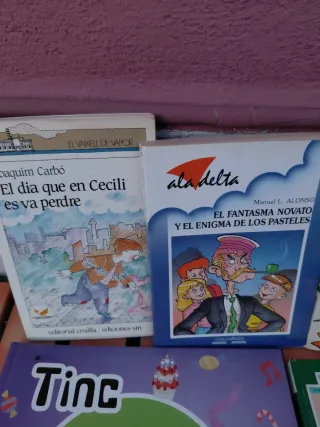 EL VAIXELL DE VAPOR
Joaquim Carbó
El dia que en Cecili
es va perdre
editorial cruïlla / ediciones sm
ala delta
Manuel L. ALONSO
EL FANTASMA NOVATO
Y EL ENIGMA DE LOS PASTELES
Tinc